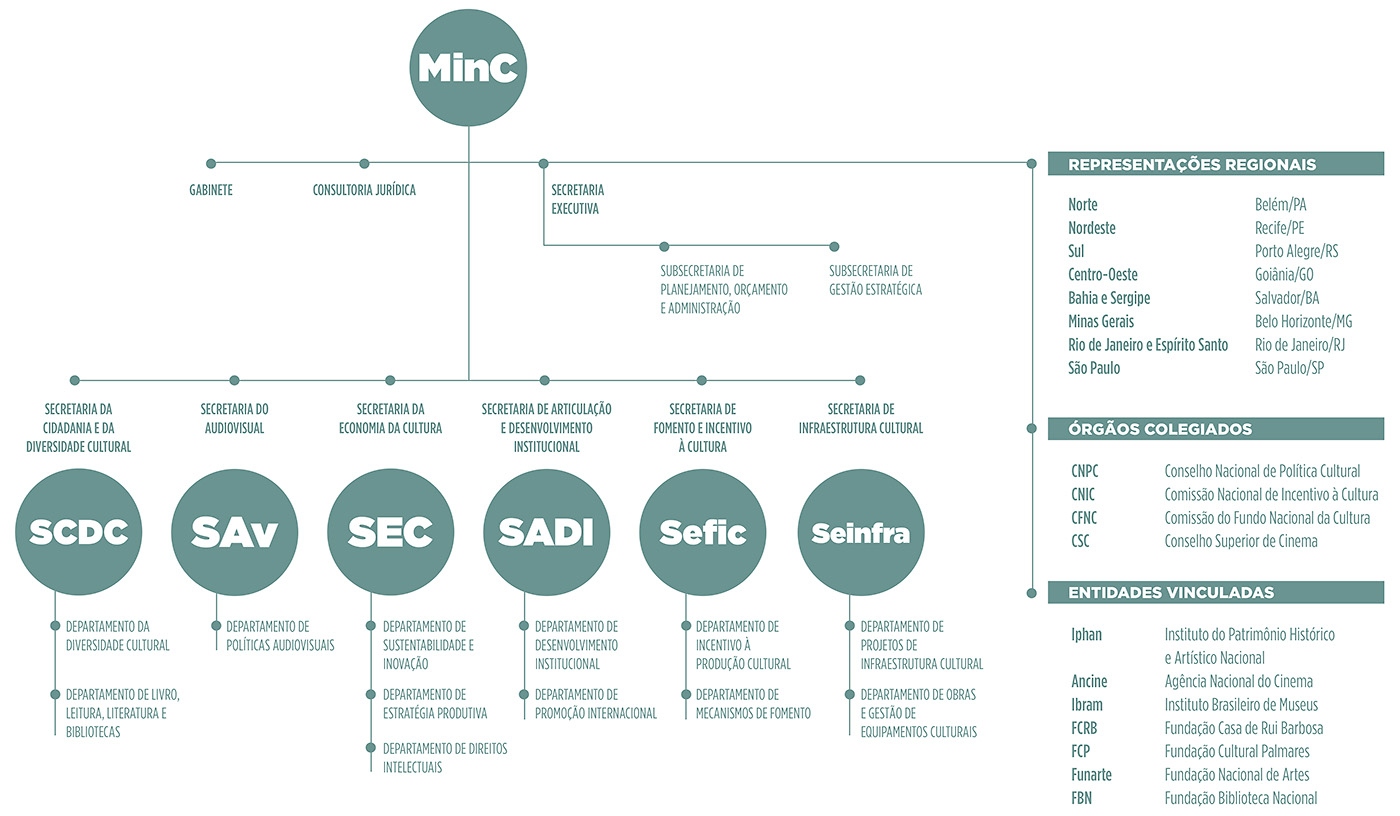 MinC
GABINETE
CONSULTORIA JURÍDICA
SECRETARIA
EXECUTIVA
SUBSECRETARIA DE
PLANEJAMENTO, ORÇAMENTO
E ADMINISTRAÇÃO
SUBSECRETARIA DE
GESTÃO ESTRATÉGICA
SECRETARIA DA
CIDADANIA E DA
DIVERSIDADE CULTURAL
SCDC
DEPARTAMENTO DA
DIVERSIDADE CULTURAL
DEPARTAMENTO DE LIVRO,
LEITURA, LITERATURA E
BIBLIOTECAS
SECRETARIA DO
AUDIOVISUAL
SAv
DEPARTAMENTO DE
POLÍTICAS AUDIOVISUAIS
SECRETARIA DA
ECONOMIA DA CULTURA
SEC
DEPARTAMENTO DE
SUSTENTABILIDADE E
INOVAÇÃO
DEPARTAMENTO DE
ESTRATÉGIA PRODUTIVA
DEPARTAMENTO DE DIREITOS
INTELECTUAIS
SECRETARIA DE ARTICULAÇÃO
E DESENVOLVIMENTO
INSTITUCIONAL
SADI
DEPARTAMENTO DE
DESENVOLVIMENTO
INSTITUCIONAL
DEPARTAMENTO DE
PROMOÇÃO INTERNACIONAL
SECRETARIA DE
FOMENTO E INCENTIVO
À CULTURA
Sefic
DEPARTAMENTO DE
INCENTIVO À
PRODUÇÃO CULTURAL
DEPARTAMENTO DE
MECANISMOS DE FOMENTO
SECRETARIA DE
INFRAESTRUTURA CULTURAL
Seinfra
DEPARTAMENTO DE
PROJETOS DE
INFRAESTRUTURA CULTURAL
DEPARTAMENTO DE OBRAS
E GESTÃO DE
EQUIPAMENTOS CULTURAIS
REPRESENTAÇÕES REGIONAIS
Norte Belém/PA
Nordeste Recife/PE
Sul Porto Alegre/RS
Centro-Oeste Goiânia/GO
Bahia e Sergipe Salvador/BA
Minas Gerais Belo Horizonte/MG
Rio de Janeiro e Espírito Santo Rio de Janeiro/RJ
São Paulo São Paulo/SP
ÓRGÃOS COLEGIADOS
CNPC Conselho Nacional de Política Cultural
CNIC Comissão Nacional de Incentivo à Cultura
CFNC Comissão do Fundo Nacional da Cultura
CSC Conselho Superior de Cinema
ENTIDADES VINCULADAS
Iphan Instituto do Patrimônio Histórico
e Artístico Nacional
Ancine Agência Nacional do Cinema
Ibram Instituto Brasileiro de Museus
FCRB Fundação Casa de Rui Barbosa
FCP Fundação Cultural Palmares
Funarte Fundação Nacional de Artes
FBN Fundação Biblioteca Nacional